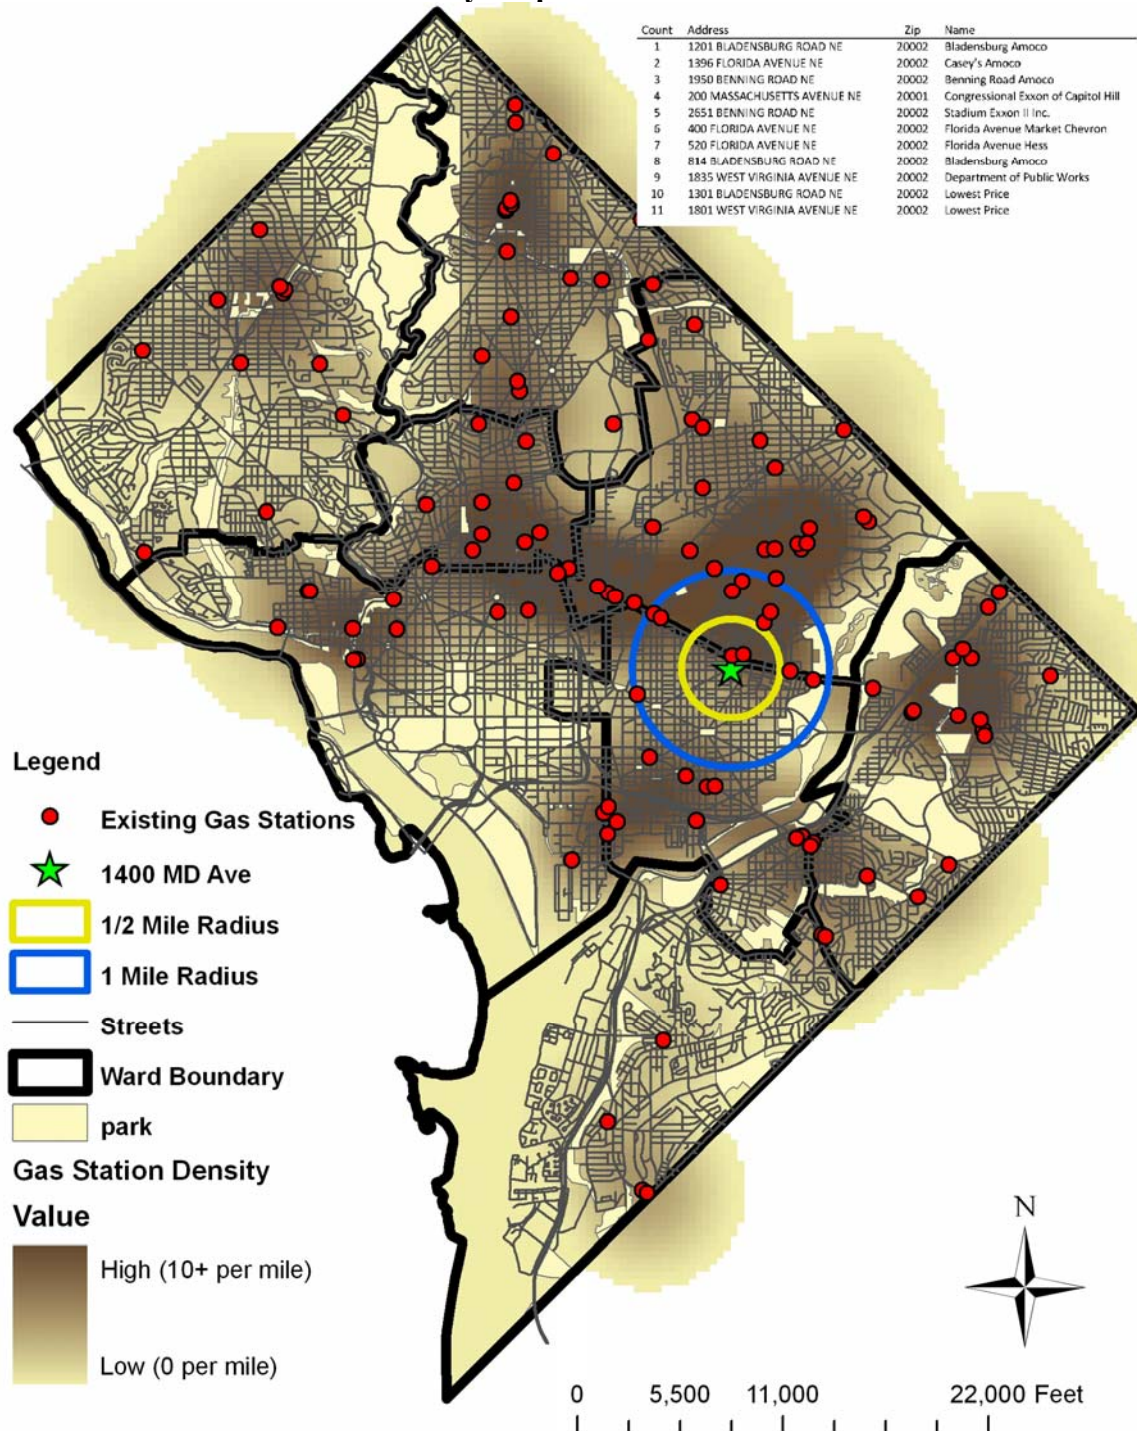 Count Address Zip Name
1 1201 BLADENSBURG ROAD NE 20002 Bladensburg Amoco
2 1396 FLORIDA AVENUE NE 20002 Casey's Amoco
3 1950 BENNING ROAD NE 20002 Benning Road Amoco
4 200 MASSACHUSETTS AVENUE NE 20001 Congressional Exxon of Capitol Hill
5 2651 BENNING ROAD NE 20002 Stadium Exxon II Inc.
6 400 FLORIDA AVENUE NE 20002 Florida Avenue Market Chevron
7 520 FLORIDA AVENUE NE 20002 Florida Avenue Hess
8 814 BLADENSBURG ROAD NE 20002 Bladensburg Amoco
9 1835 WEST VIRGINIA AVENUE NE 20002 Department of Public Works
10 1301 BLADENSBURG ROAD NE 20002 Lowest Price
11 1801 WEST VIRGINIA AVENUE NE 20002 Lowest Price
Legend
Existing Gas Stations
1400 MD Ave
1/2 Mile Radius
1 Mile Radius
Streets
Ward Boundary
park
Gas Station Density
Value
High (10+ per mile)
Low (0 per mile)
N
0 5,500 11,000 22,000 Feet